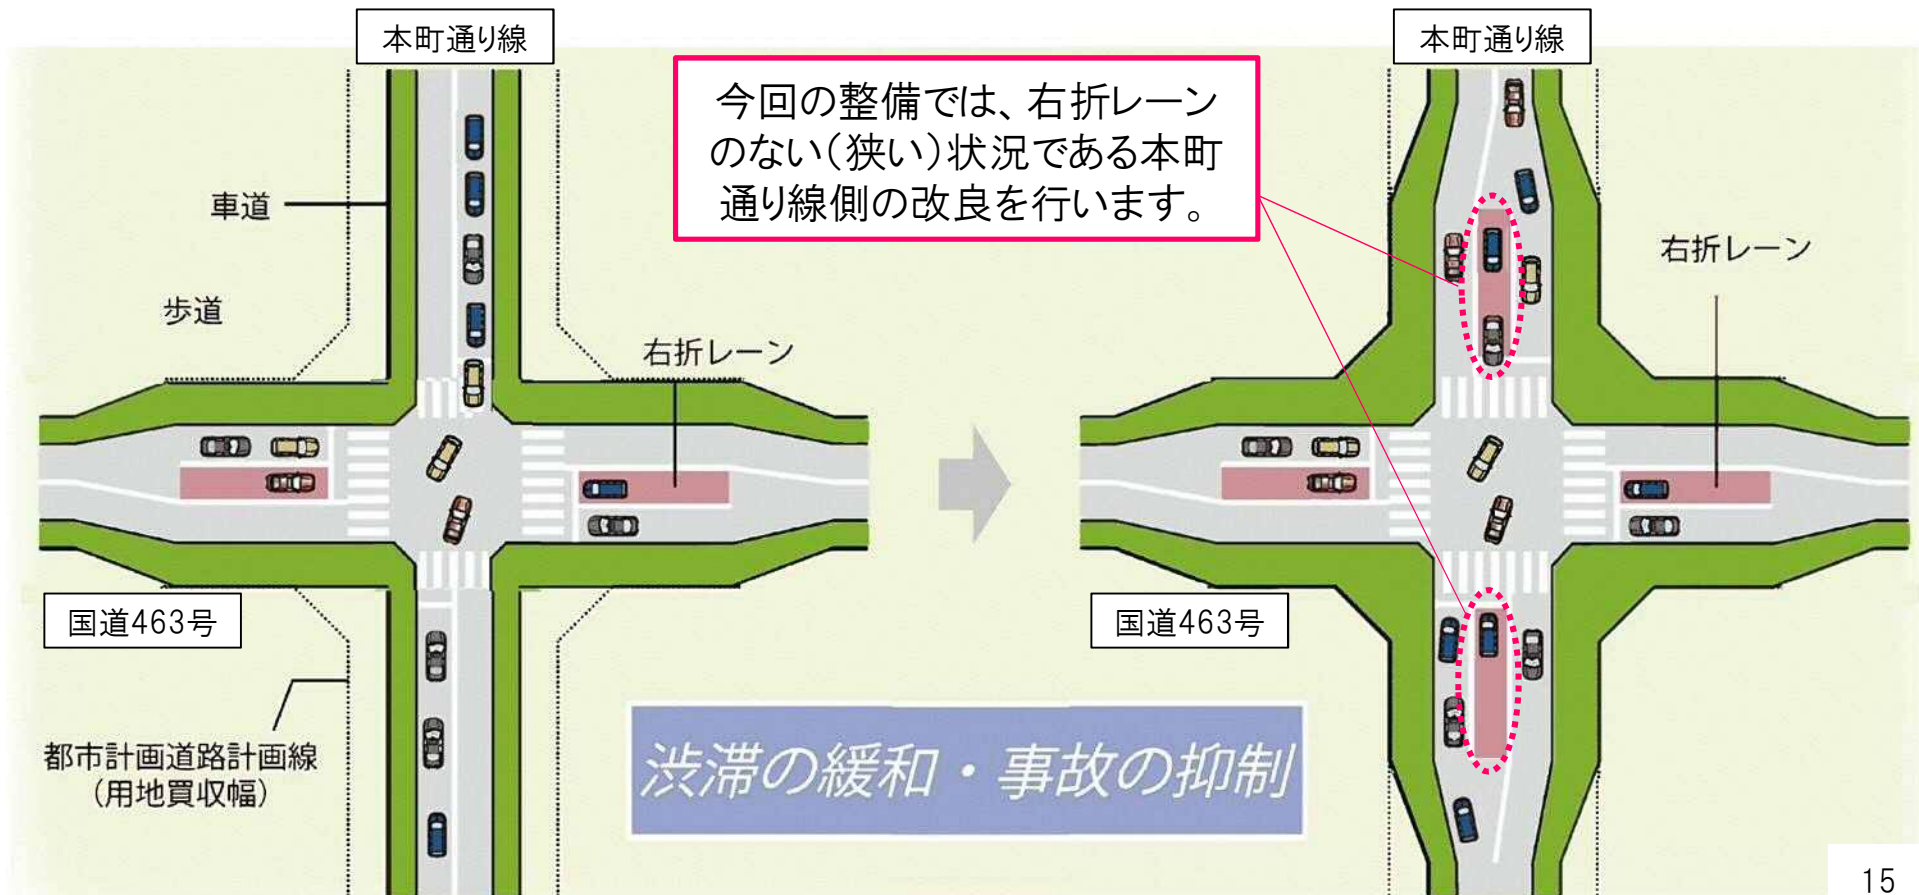 本町通り線
車道
歩道
右折レーン
国道463号
都市計画道路計画線
(用地買収幅)
今回の整備では、右折レーン
のない(狭い)状況である本町
通り線側の改良を行います。
本町通り線
右折レーン
国道463号
渋滞の緩和・事故の抑制
15